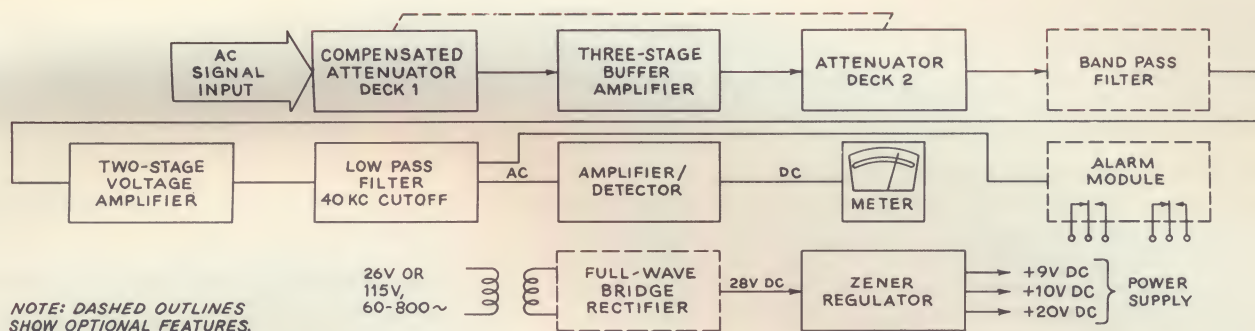 AC
SIGNAL
INPUT
COMPENSATED
ATTENUATOR
DECK 1
THREE-STAGE
BUFFER
AMPLIFIER
ATTENUATOR
DECK 2
BAND PASS
FILTER
TWO-STAGE
VOLTAGE
AMPLIFIER
LOW PASS
FILTER
40 KC CUTOFF
AC
AMPLIFIER/
DETECTOR
DC
METER
ALARM
MODULE
26V OR
115V,
60-800~
FULL-WAVE
BRIDGE
RECTIFIER
28V DC
ZENER
REGULATOR
+9V DC
+10V DC
+20V DC
POWER
SUPPLY
NOTE: DASHED OUTLINES
SHOW OPTIONAL FEATURES.